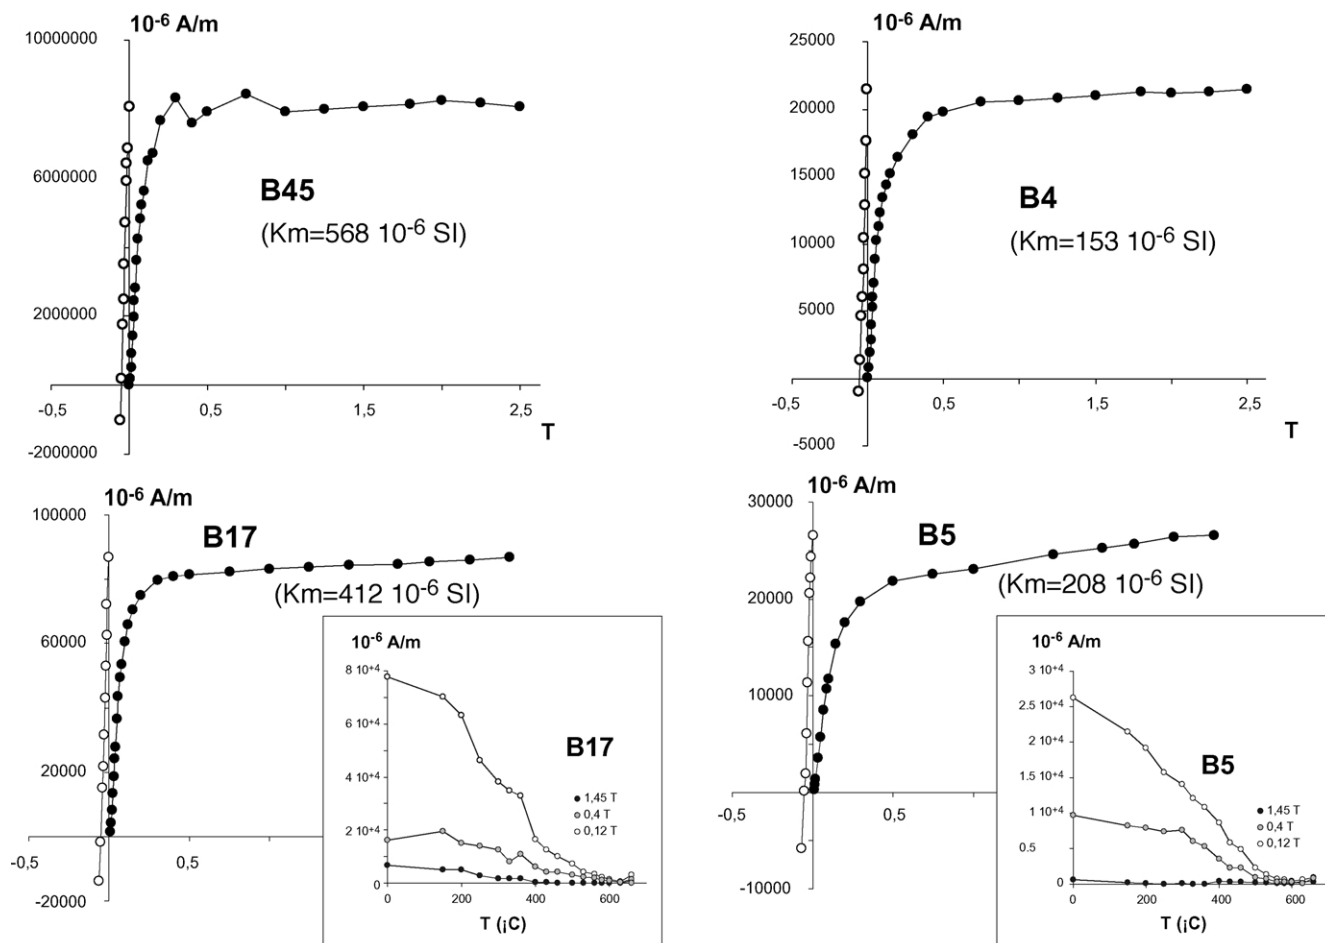 10⁻⁶ A/m
10000000
6000000
2000000
-2000000
-0,5
0,5
1,5
2,5
T
B45
(Km=568 10⁻⁶ SI)
10⁻⁶ A/m
25000
20000
15000
10000
5000
-5000
-0,5
0,5
1,5
2,5
T
B4
(Km=153 10⁻⁶ SI)
10⁻⁶ A/m
100000
60000
20000
-20000
-0,5
0,5
B17
(Km=412 10⁻⁶ SI)
10⁻⁶ A/m
8 10+4
6 10+4
4 10+4
2 10+4
0
0
200
400
600
T (¡C)
B17
1,45 T
0,4 T
0,12 T
10⁻⁶ A/m
30000
20000
10000
-10000
-0,5
0,5
B5
(Km=208 10⁻⁶ SI)
10⁻⁶ A/m
3 10+4
2.5 10+4
2 10+4
1.5 10+4
1 10+4
0.5
0
0
200
400
600
T (¡C)
B5
1,45 T
0,4 T
0,12 T